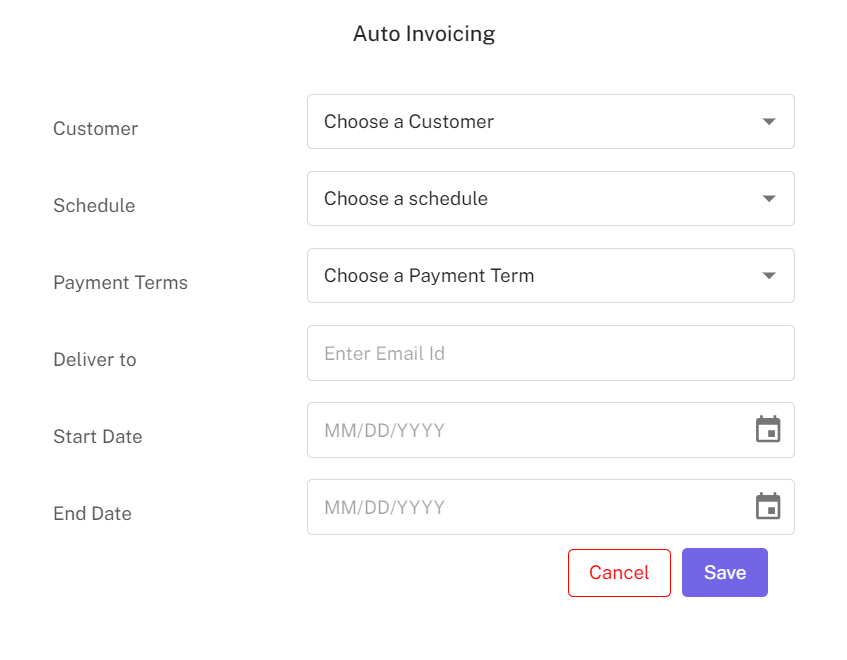 Auto Invoicing
Customer
Choose a Customer
Schedule
Choose a schedule
Payment Terms
Choose a Payment Term
Deliver to
Enter Email Id
Start Date
MM/DD/YYYY
End Date
MM/DD/YYYY
Cancel
Save